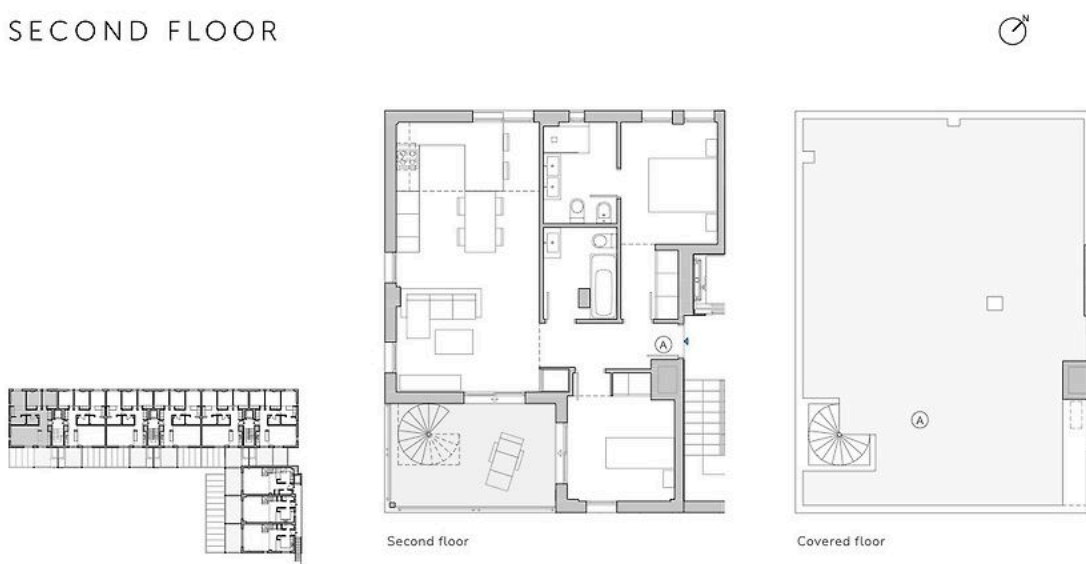 SECOND FLOOR
N
A
A
Second floor
Covered floor